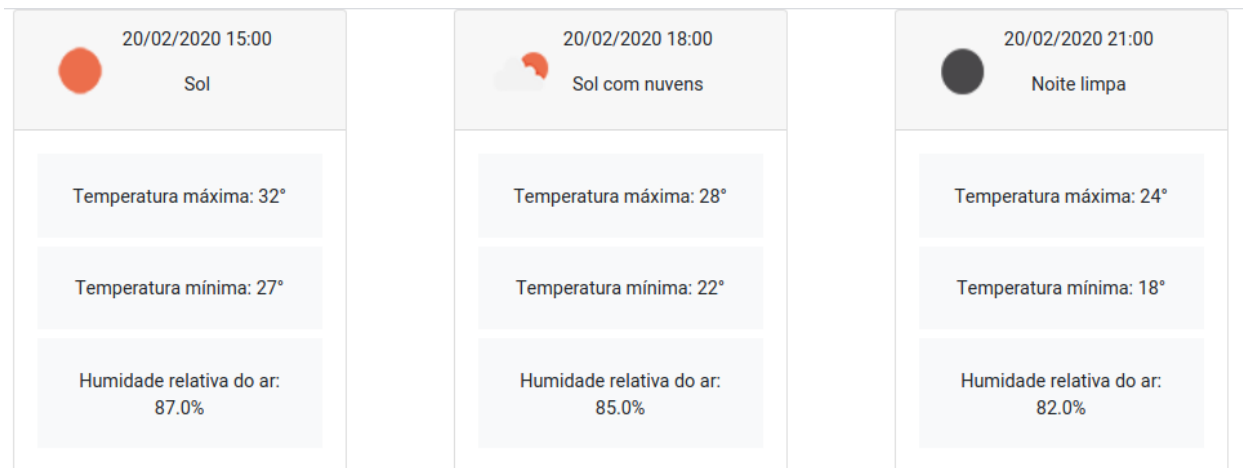 20/02/2020 15:00
Sol
Temperatura máxima: 32°
Temperatura mínima: 27°
Humidade relativa do ar:
87.0%
20/02/2020 18:00
Sol com nuvens
Temperatura máxima: 28°
Temperatura mínima: 22°
Humidade relativa do ar:
85.0%
20/02/2020 21:00
Noite limpa
Temperatura máxima: 24°
Temperatura mínima: 18°
Humidade relativa do ar:
82.0%